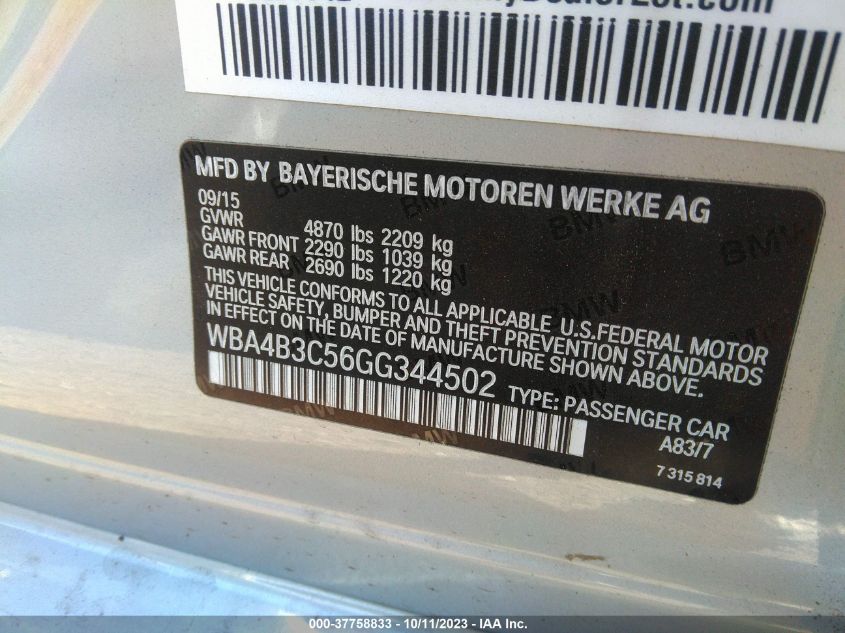 MFD BY BAYERISCHE MOTOREN WERKE AG
09/15
GVWR 4870 lbs 2209 kg
GAWR FRONT 2290 lbs 1039 kg
GAWR REAR 2690 lbs 1220 kg
THIS VEHICLE CONFORMS TO ALL APPLICABLE U.S.FEDERAL MOTOR
VEHICLE SAFETY, BUMPER AND THEFT PREVENTION STANDARDS
IN EFFECT ON THE DATE OF MANUFACTURE SHOWN ABOVE.
WBA4B3C56GG344502 TYPE: PASSENGER CAR
A83/7
7 315 814
000-37758833 - 10/11/2023 - IAA Inc.